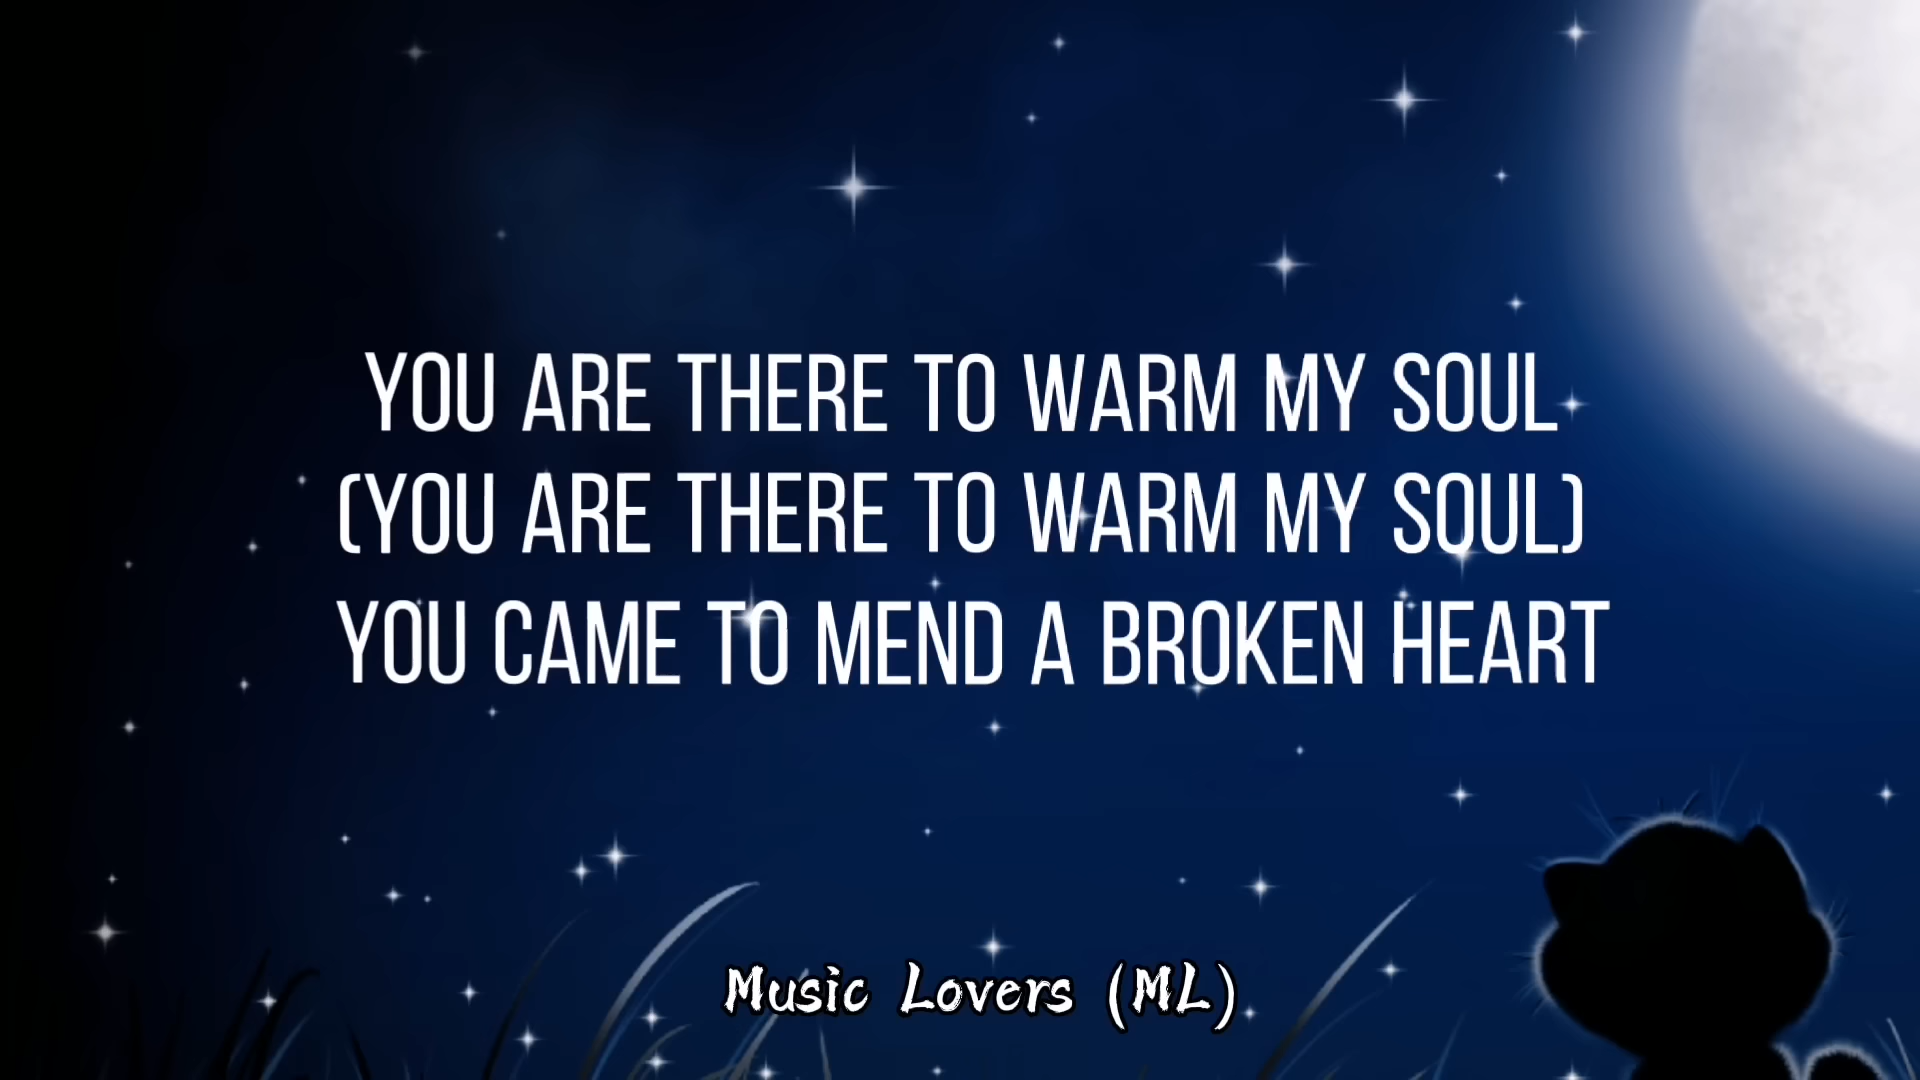 YOU ARE THERE TO WARM MY SOUL
(YOU ARE THERE TO WARM MY SOUL)
YOU CAME TO MEND A BROKEN HEART
Music Lovers (ML)